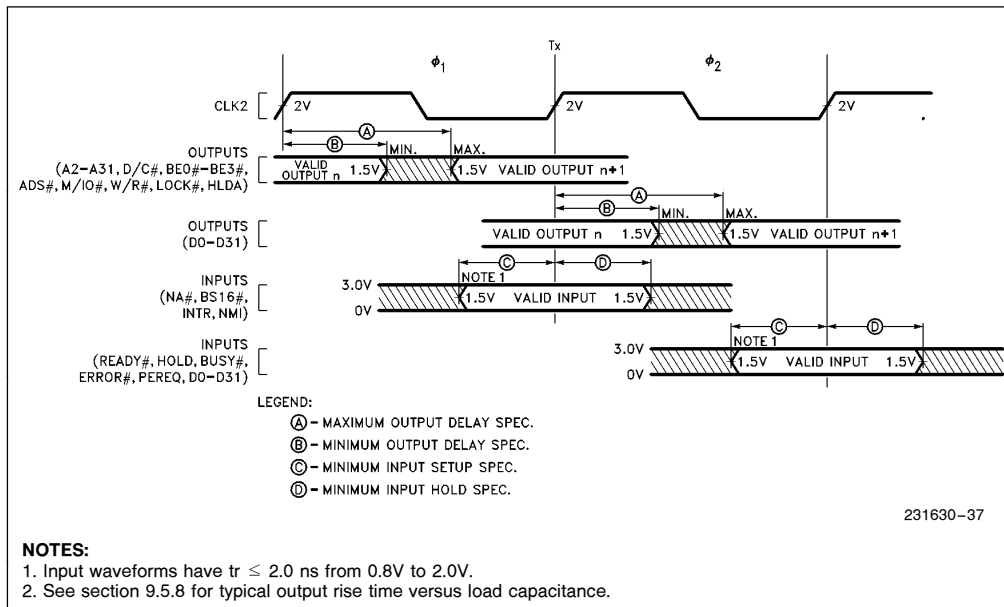 Tx
ϕ1
ϕ2
CLK2
2V
2V
2V
A
B
OUTPUTS
(A2-A31, D/C#, BE0#-BE3#,
ADS#, M/IO#, W/R#, LOCK#, HLDA)
MIN.
MAX.
VALID
OUTPUT n
1.5V
1.5V
VALID OUTPUT n+1
A
B
OUTPUTS
(D0-D31)
MIN.
MAX.
VALID OUTPUT n
1.5V
1.5V
VALID OUTPUT n+1
C
D
INPUTS
(NA#, BS16#,
INTR, NMI)
3.0V
0V
NOTE 1
1.5V
VALID INPUT
1.5V
C
D
INPUTS
(READY#, HOLD, BUSY#,
ERROR#, PEREQ, D0-D31)
3.0V
0V
NOTE 1
1.5V
VALID INPUT
1.5V
LEGEND:
A - MAXIMUM OUTPUT DELAY SPEC.
B - MINIMUM OUTPUT DELAY SPEC.
C - MINIMUM INPUT SETUP SPEC.
D - MINIMUM INPUT HOLD SPEC.
231630-37
NOTES:
1. Input waveforms have tr ≤ 2.0 ns from 0.8V to 2.0V.
2. See section 9.5.8 for typical output rise time versus load capacitance.